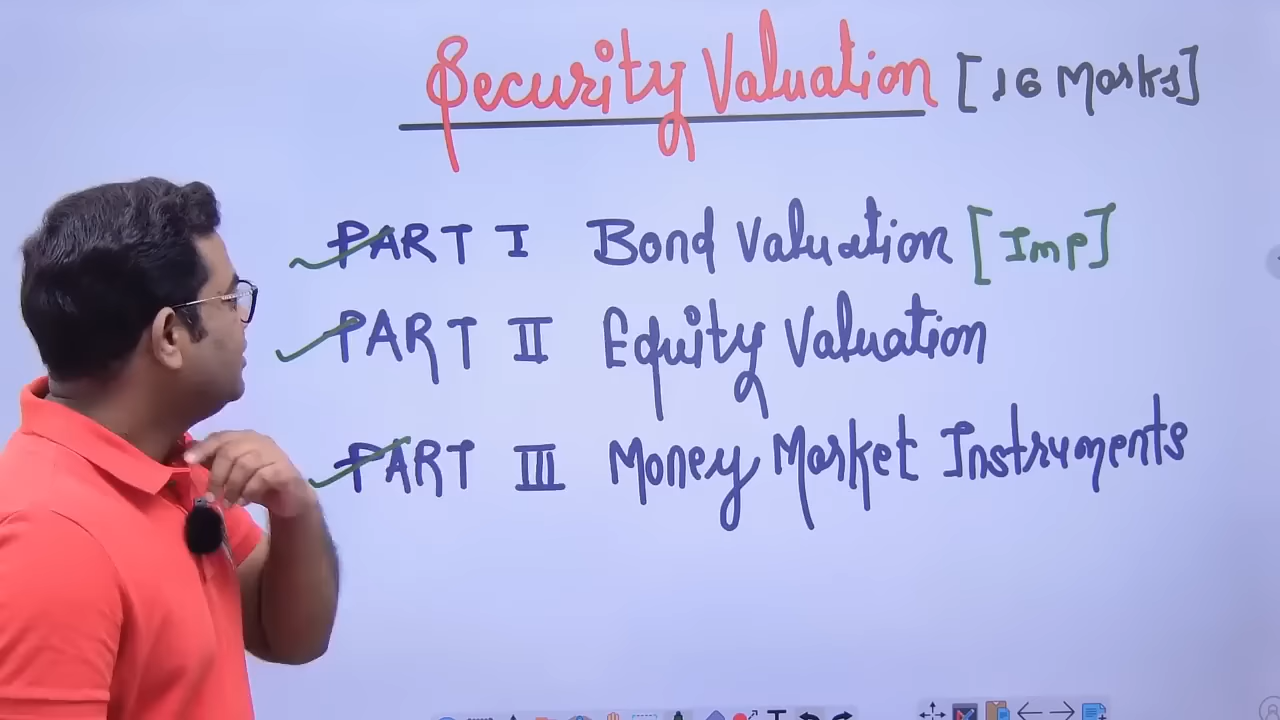 Security Valuation [16 Marks]
PART I Bond Valuation [Imp]
PART II Equity Valuation
PART III Money Market Instruments